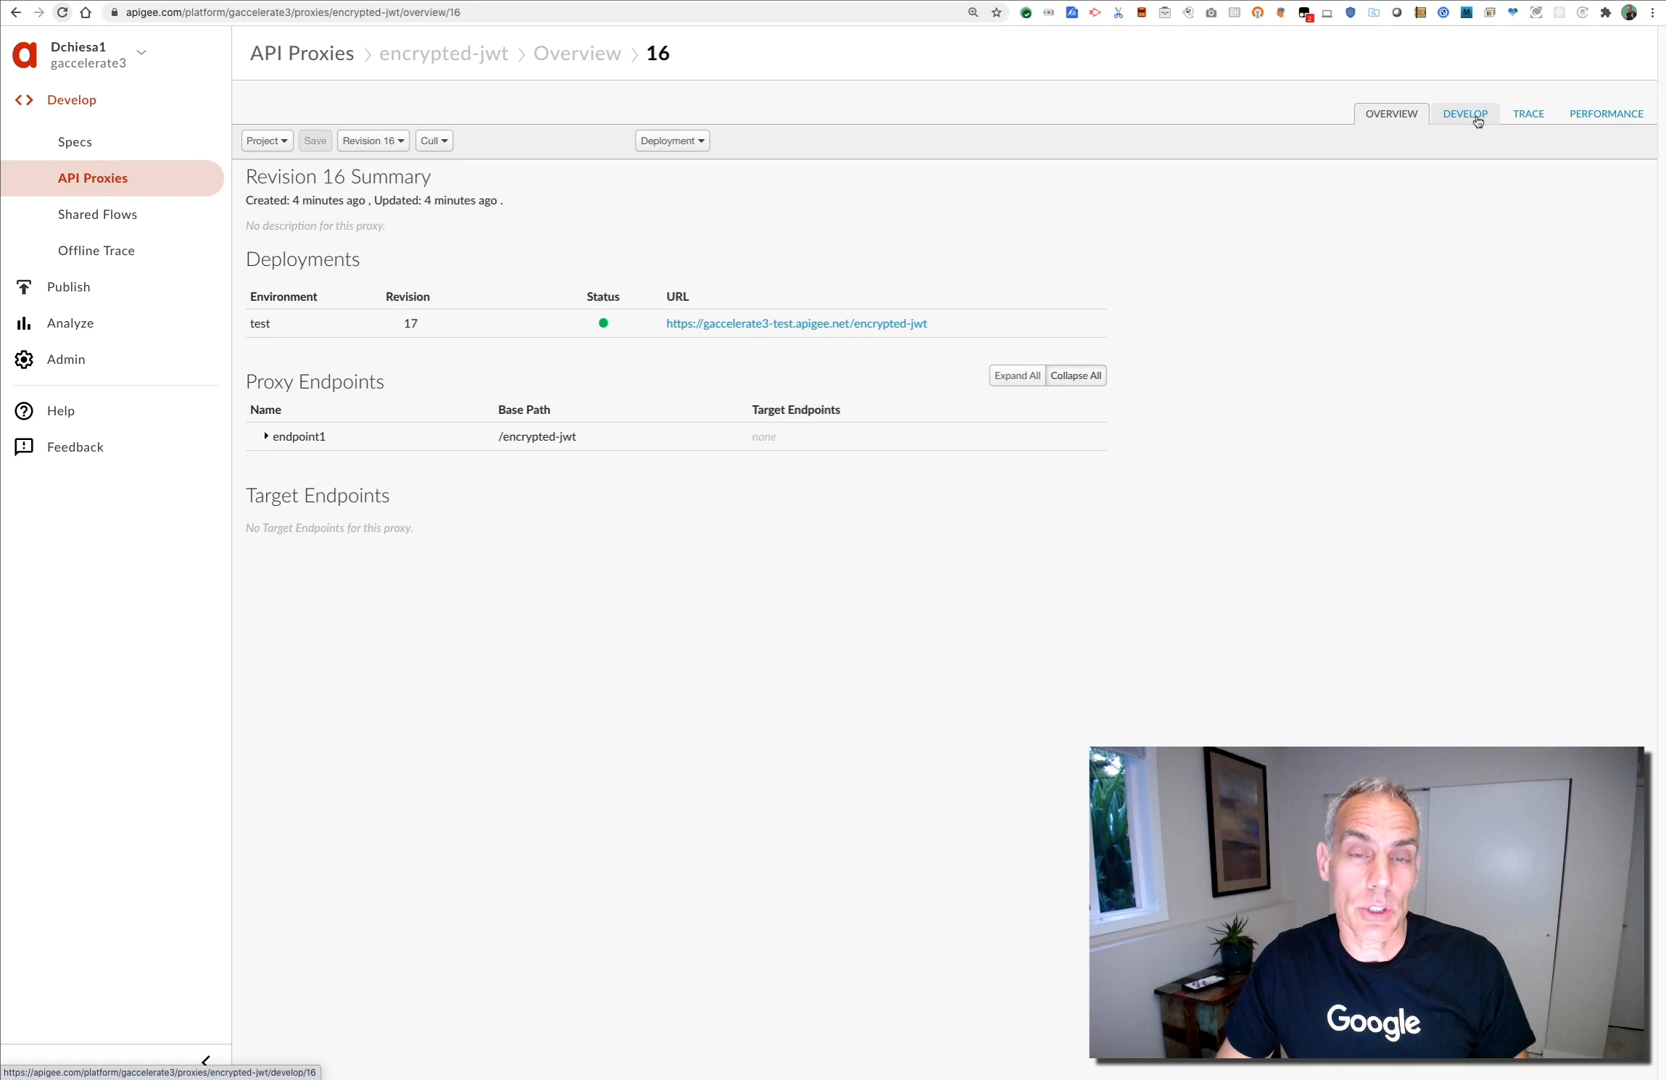 apigee.com/platform/gaccelerate3/proxies/encrypted-jwt/overview/16
Dchiesa1
gaccelerate3
Develop
Specs
API Proxies
Shared Flows
Offline Trace
Publish
Analyze
Admin
Help
Feedback
API Proxies
encrypted-jwt
Overview
16
OVERVIEW
DEVELOP
TRACE
PERFORMANCE
Project
Save
Revision 16
Cull
Deployment
Revision 16 Summary
Created: 4 minutes ago , Updated: 4 minutes ago .
No description for this proxy.
Deployments
Environment Revision Status URL
test 17 https://gaccelerate3-test.apigee.net/encrypted-jwt
Proxy Endpoints
Expand All
Collapse All
Name Base Path Target Endpoints
endpoint1 /encrypted-jwt none
Target Endpoints
No Target Endpoints for this proxy.
Google
https://apigee.com/platform/gaccelerate3/proxies/encrypted-jwt/develop/16